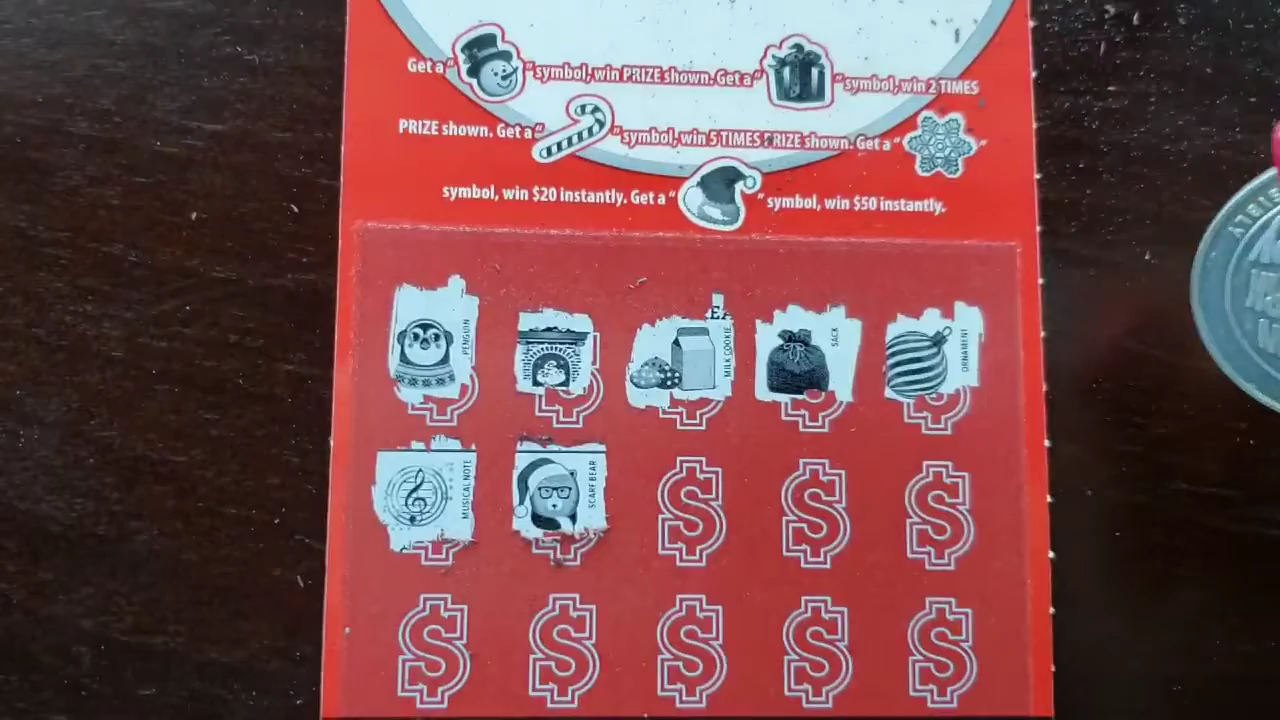 Get a " " symbol, win PRIZE shown. Get a " " symbol, win 2 TIMES
PRIZE shown. Get a " " symbol, win 5 TIMES PRIZE shown. Get a " "
symbol, win $20 instantly. Get a " " symbol, win $50 instantly.
PENGUIN
MILK COOKIE
SACK
ORNAMENT
MUSICAL NOTE
SCARF BEAR
$ $ $
$ $ $ $ $